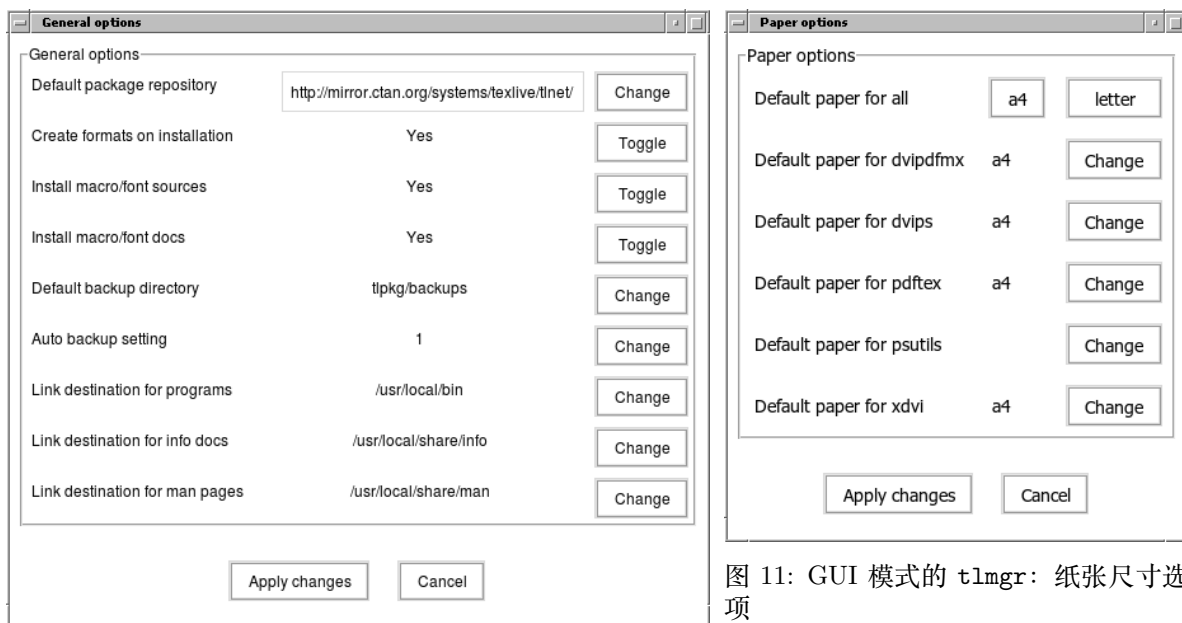 General options
General options
Default package repository http://mirror.ctan.org/systems/texlive/tlnet/ Change
Create formats on installation Yes Toggle
Install macro/font sources Yes Toggle
Install macro/font docs Yes Toggle
Default backup directory tlpkg/backups Change
Auto backup setting 1 Change
Link destination for programs /usr/local/bin Change
Link destination for info docs /usr/local/share/info Change
Link destination for man pages /usr/local/share/man Change
Apply changes Cancel
Paper options
Paper options
Default paper for all a4 letter
Default paper for dvipdfmx a4 Change
Default paper for dvips a4 Change
Default paper for pdftex a4 Change
Default paper for psutils Change
Default paper for xdvi a4 Change
Apply changes Cancel
图 11: GUI 模式的 tlmgr: 纸张尺寸选
项